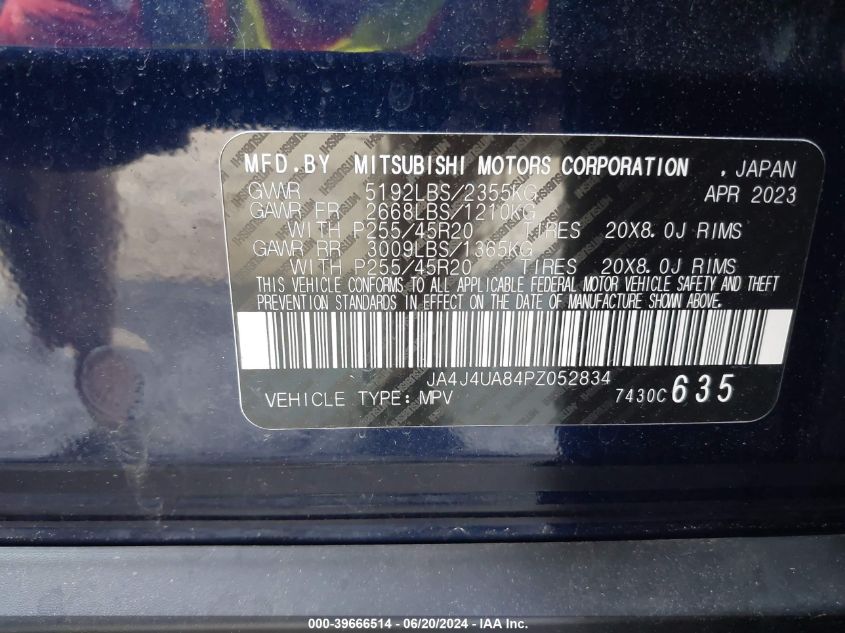 MFD.BY MITSUBISHI MOTORS CORPORATION , JAPAN
GVWR 5192LBS/2355KG APR 2023
GAWR FR 2668LBS/1210KG
WITH P255/45R20 TIRES 20X8.0J RIMS
GAWR RR 3009LBS/1365KG
WITH P255/45R20 TIRES 20X8.0J RIMS
THIS VEHICLE CONFORMS TO ALL APPLICABLE FEDERAL MOTOR VEHICLE SAFETY AND THEFT
PREVENTION STANDARDS IN EFFECT ON THE DATE OF MANUFACTURE SHOWN ABOVE.
JA4J4UA84PZ052834
VEHICLE TYPE: MPV 7430C 635
000-39666514 - 06/20/2024 - IAA Inc.